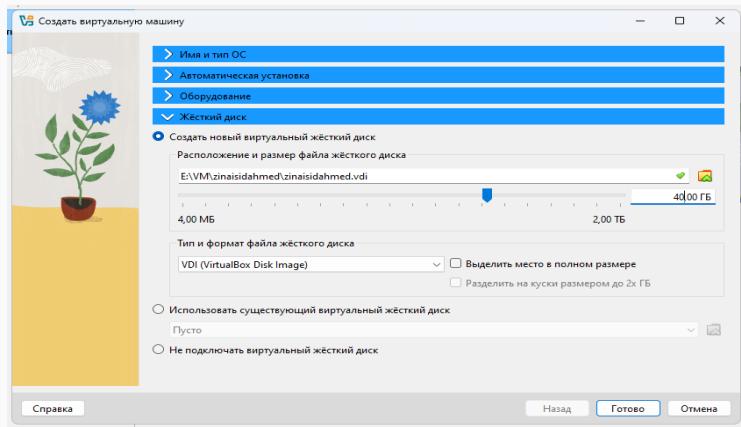 Создать виртуальную машину
Имя и тип ОС
Автоматическая установка
Оборудование
Жёсткий диск
Создать новый виртуальный жёсткий диск
Расположение и размер файла жёсткого диска
E:\VM\zinaisidahmed\zinaisidahmed.vdi
40,00 ГБ
4,00 МБ 2,00 ТБ
Тип и формат файла жёсткого диска
VDI (VirtualBox Disk Image) Выделить место в полном размере
Разделить на куски размером до 2х ГБ
Использовать существующий виртуальный жёсткий диск
Пусто
Не подключать виртуальный жёсткий диск
Справка Назад Готово Отмена